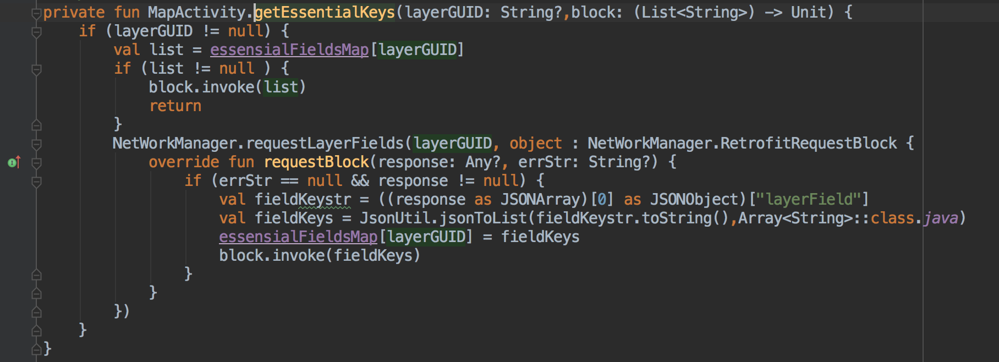 private fun MapActivity.getEssentialKeys(layerGUID: String?,block: (List<String>) -> Unit) {
    if (layerGUID != null) {
        val list = essensialFieldsMap[layerGUID]
        if (list != null ) {
            block.invoke(list)
            return
        }
        NetWorkManager.requestLayerFields(layerGUID, object : NetWorkManager.RetrofitRequestBlock {
            override fun requestBlock(response: Any?, errStr: String?) {
                if (errStr == null && response != null) {
                    val fieldKeystr = ((response as JSONArray)[0] as JSONObject)["layerField"]
                    val fieldKeys = JsonUtil.jsonToList(fieldKeystr.toString(),Array<String>::class.java)
                    essensialFieldsMap[layerGUID] = fieldKeys
                    block.invoke(fieldKeys)
                }
            }
        })
    }
}